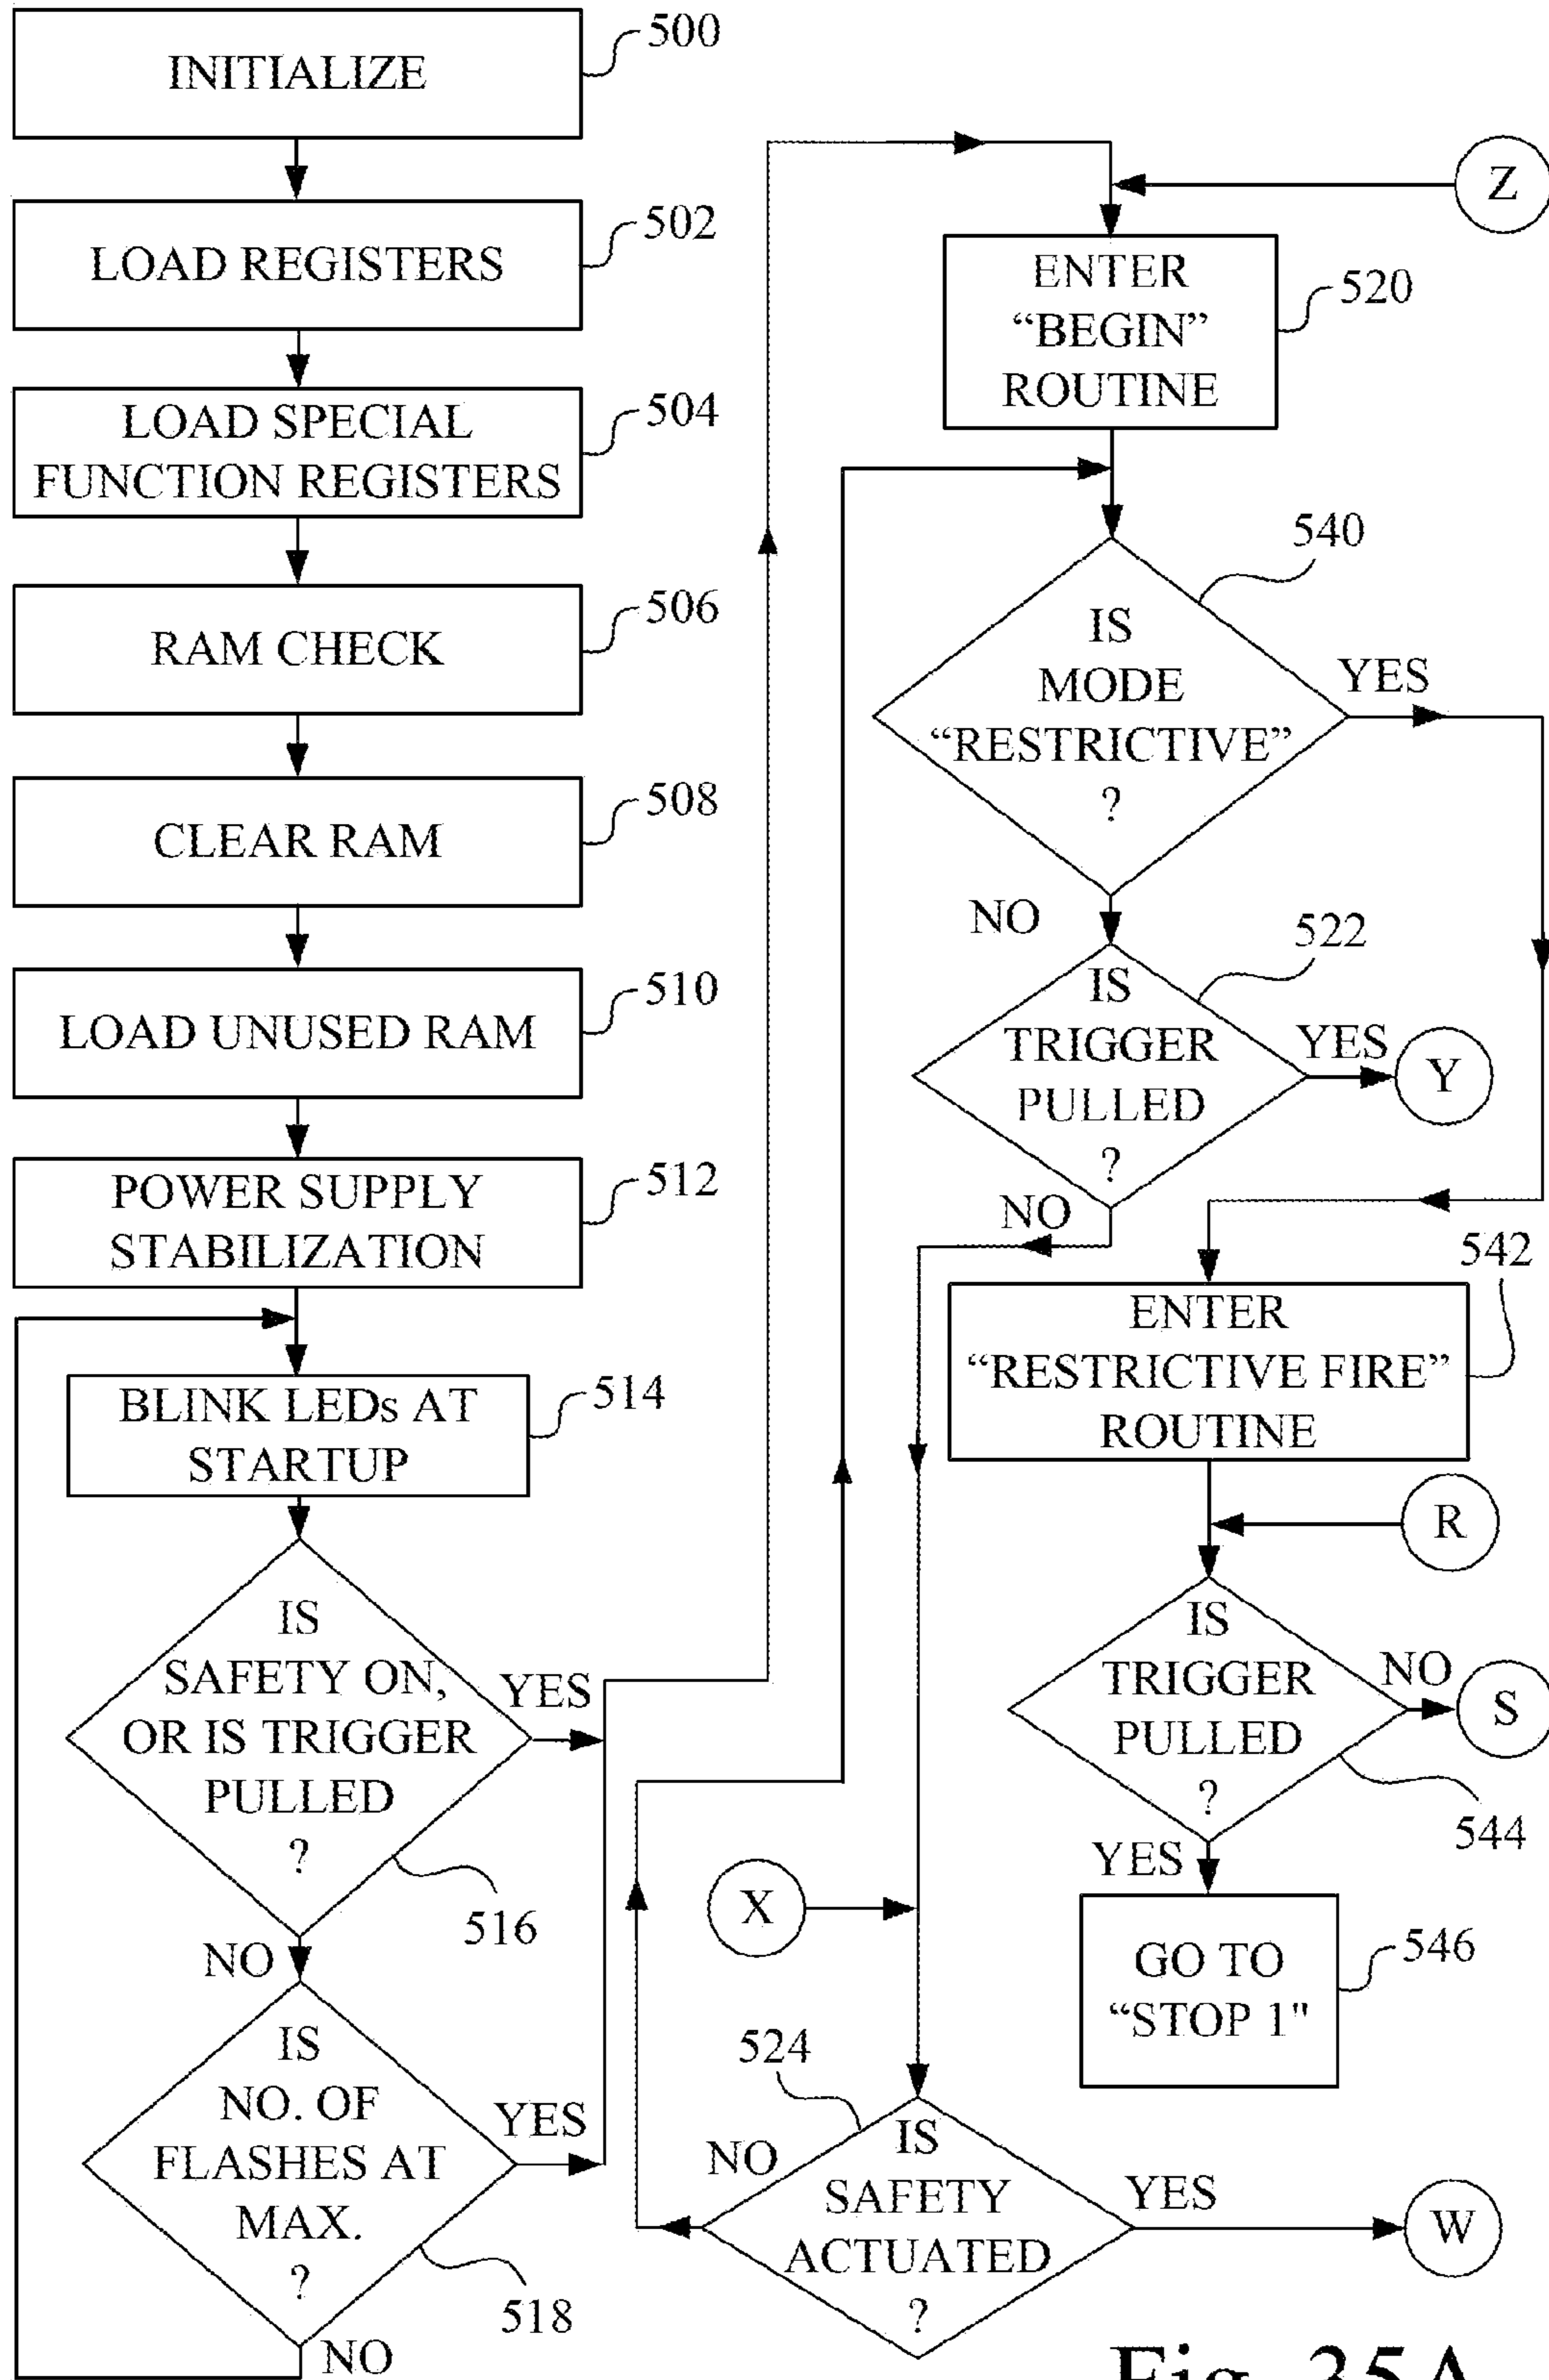 INITIALIZE
500
LOAD REGISTERS
502
LOAD SPECIAL
FUNCTION REGISTERS
504
RAM CHECK
506
CLEAR RAM
508
LOAD UNUSED RAM
510
POWER SUPPLY
STABILIZATION
512
BLINK LEDs AT
STARTUP
514
IS
SAFETY ON,
OR IS TRIGGER
PULLED
?
YES
516
NO
IS
NO. OF
FLASHES AT
MAX.
?
YES
518
NO
Z
ENTER
“BEGIN”
ROUTINE
520
540
IS
MODE
“RESTRICTIVE”
?
YES
NO
522
IS
TRIGGER
PULLED
?
YES
Y
NO
542
ENTER
“RESTRICTIVE FIRE”
ROUTINE
R
IS
TRIGGER
PULLED
?
NO
S
544
YES
GO TO
“STOP 1"
546
X
524
IS
SAFETY
ACTUATED
?
NO
YES
W
Fig. 35A